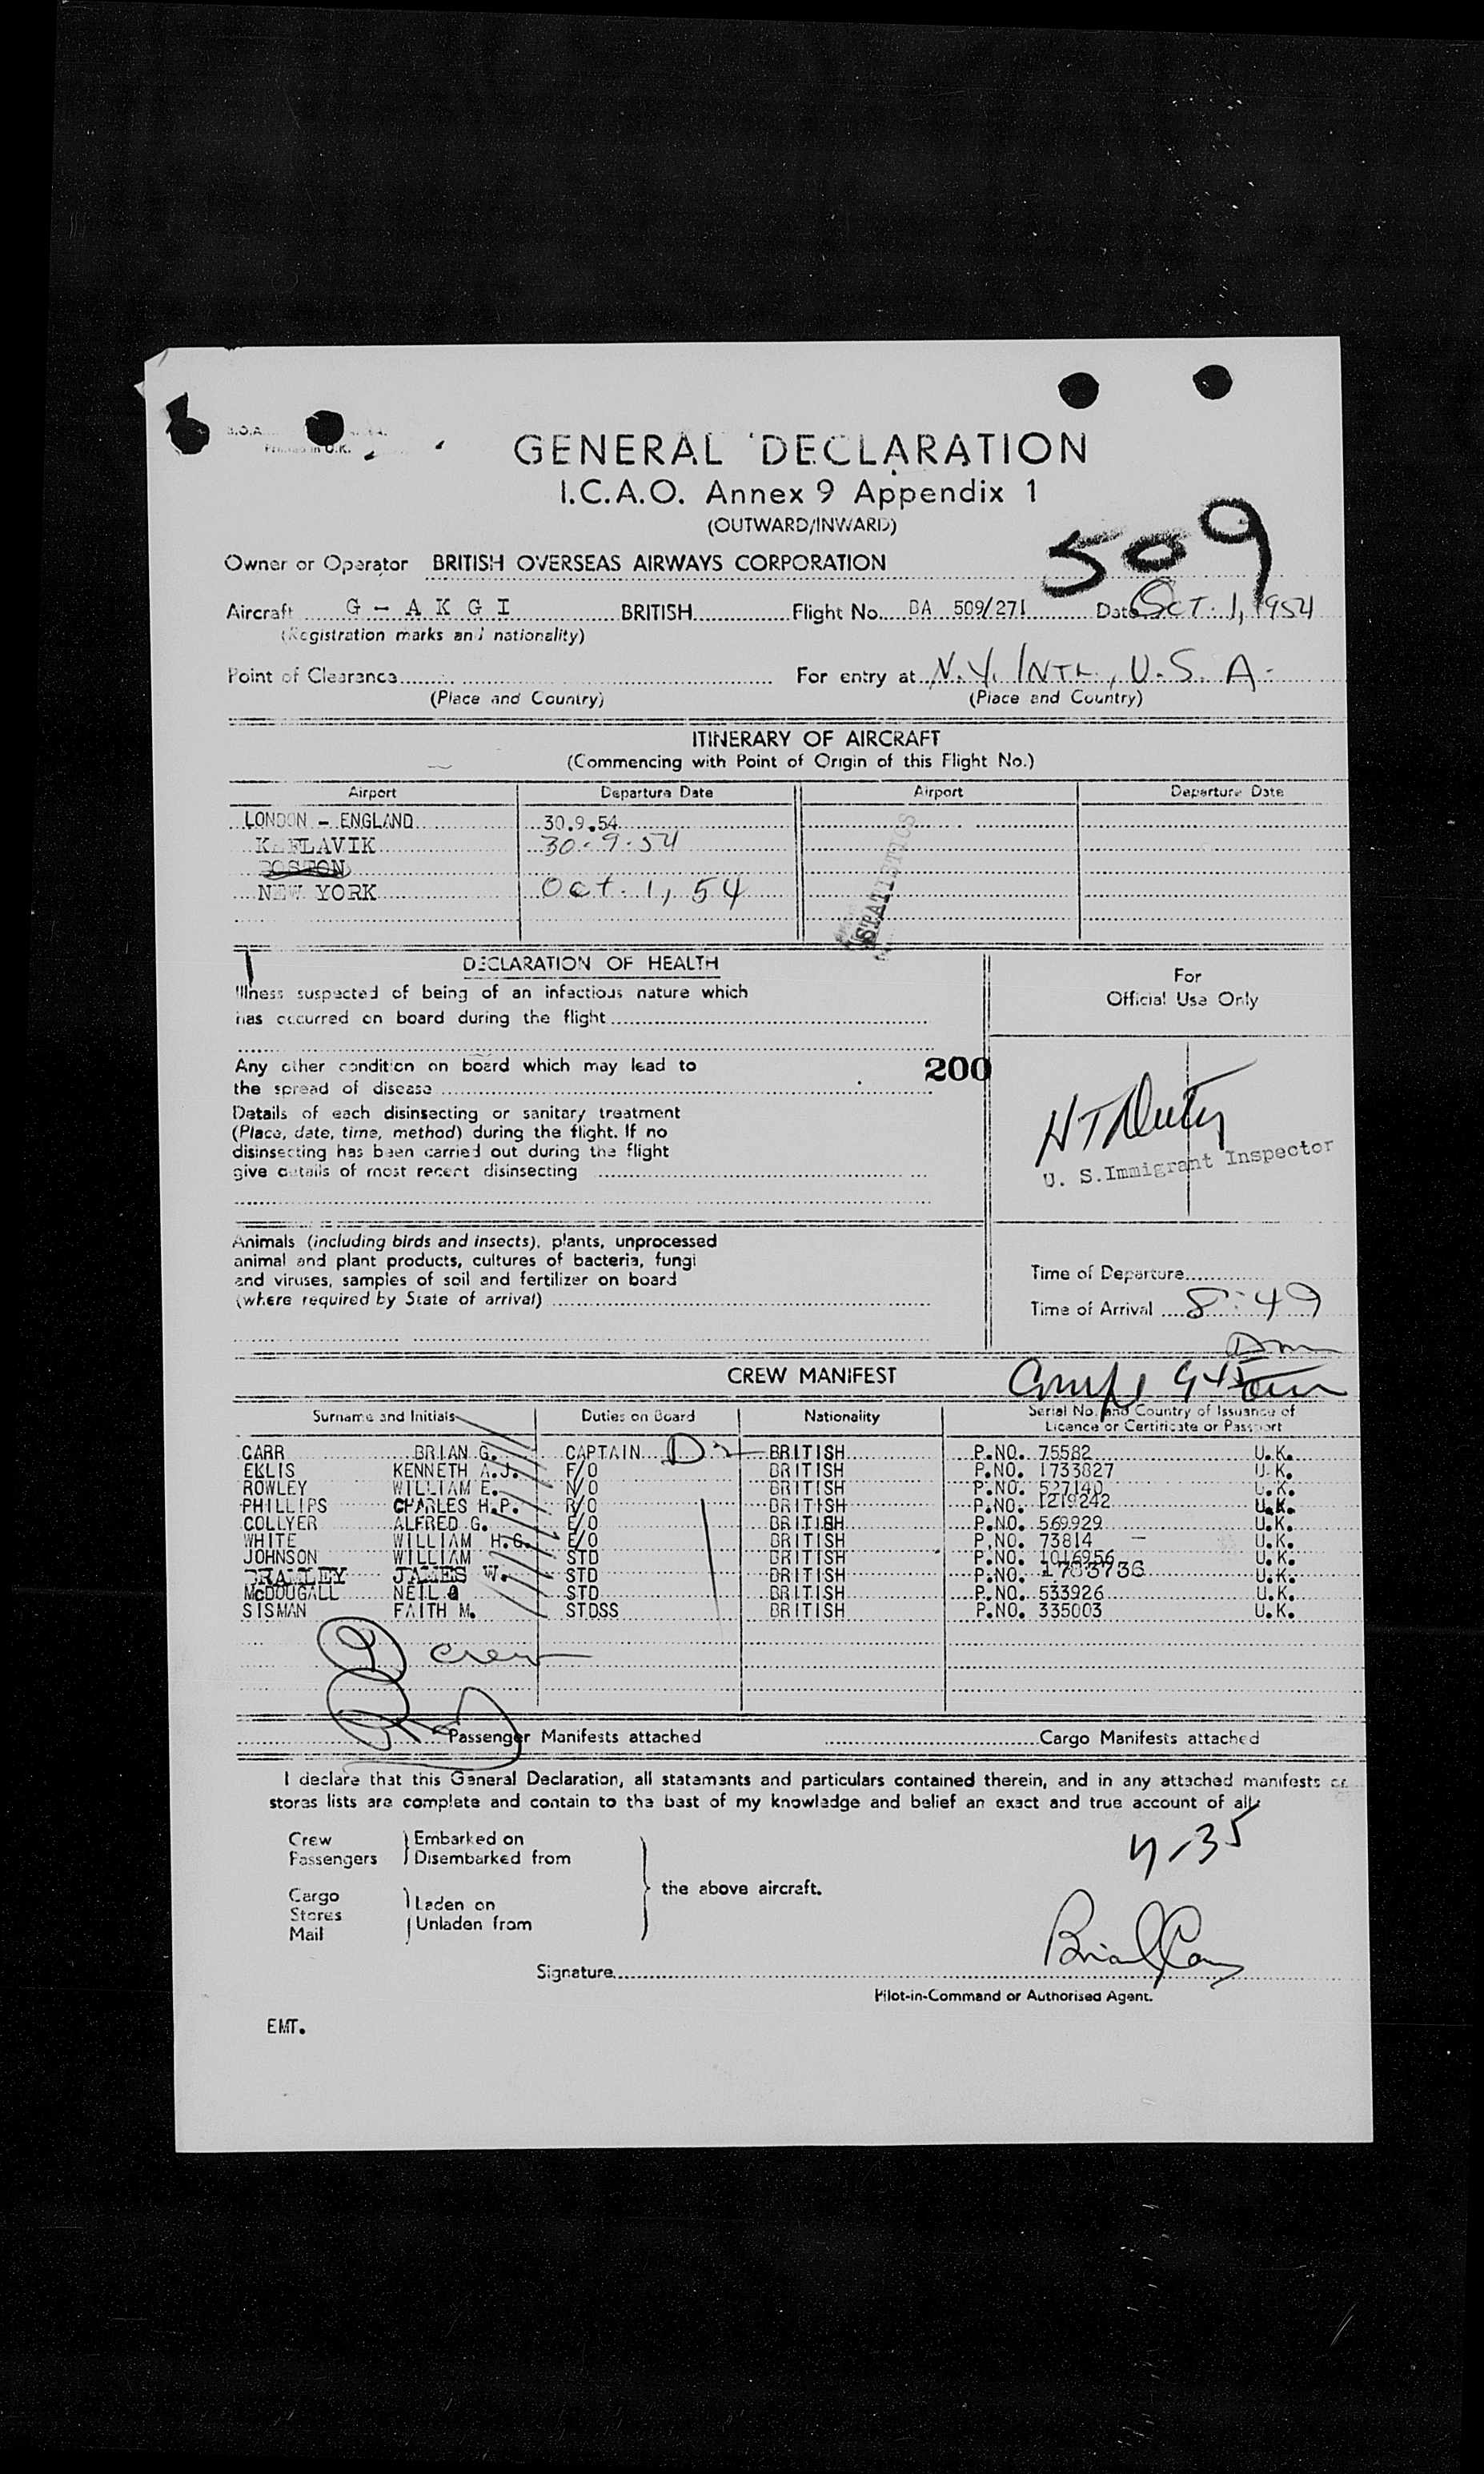 B.O.A.
Printed in U.K.
GENERAL DECLARATION
I.C.A.O. Annex 9 Appendix 1
(OUTWARD/INWARD)
509
Owner or Operator BRITISH OVERSEAS AIRWAYS CORPORATION
Aircraft G - A K G I BRITISH Flight No. BA 509/271 Date OCT. 1, 1954
(Registration marks and nationality)
Point of Clearance For entry at N.Y. INTL., U.S.A.
(Place and Country) (Place and Country)
ITINERARY OF AIRCRAFT
(Commencing with Point of Origin of this Flight No.)
Airport Departure Date Airport Departure Date
LONDON - ENGLAND 30.9.54
KEFLAVIK 30-9-54
BOSTON
NEW YORK Oct. 1, 54
STATISTICS
DECLARATION OF HEALTH
For
Official Use Only
Illness suspected of being of an infectious nature which
has occurred on board during the flight
Any other condition on board which may lead to
the spread of disease
200
Details of each disinsecting or sanitary treatment
(Place, date, time, method) during the flight. If no
disinsecting has been carried out during the flight
give details of most recent disinsecting
U. S. Immigrant Inspector
Animals (including birds and insects), plants, unprocessed
animal and plant products, cultures of bacteria, fungi
and viruses, samples of soil and fertilizer on board
(where required by State of arrival)
Time of Departure
Time of Arrival 8:49
CREW MANIFEST
Surname and Initials Duties on Board Nationality Serial No. and Country of Issuance of
Licence or Certificate or Passport
CARR BRIAN G. CAPTAIN BRITISH P.NO. 75582 U.K.
ELLIS KENNETH A.J. F/O BRITISH P.NO. 1733827 U.K.
ROWLEY WILLIAM E. N/O BRITISH P.NO. 527140 U.K.
PHILLIPS CHARLES H.P. R/O BRITISH P.NO. 1219242 U.K.
COLLYER ALFRED G. E/O BRITISH P.NO. 569929 U.K.
WHITE WILLIAM H.G. E/O BRITISH P.NO. 73814 U.K.
JOHNSON WILLIAM STD BRITISH P.NO. 1016956 U.K.
BRAMLEY JAMES W. STD BRITISH P.NO. 1783736 U.K.
McDOUGALL NEIL STD BRITISH P.NO. 533926 U.K.
SISMAN FAITH M. STDSS BRITISH P.NO. 335003 U.K.
crew
Passenger Manifests attached Cargo Manifests attached
I declare that this General Declaration, all statements and particulars contained therein, and in any attached manifests or
stores lists are complete and contain to the best of my knowledge and belief an exact and true account of all
Crew Embarked on
Passengers Disembarked from
the above aircraft.
Cargo Laden on
Stores Unladen from
Mail
Signature
Pilot-in-Command or Authorised Agent.
EMT.